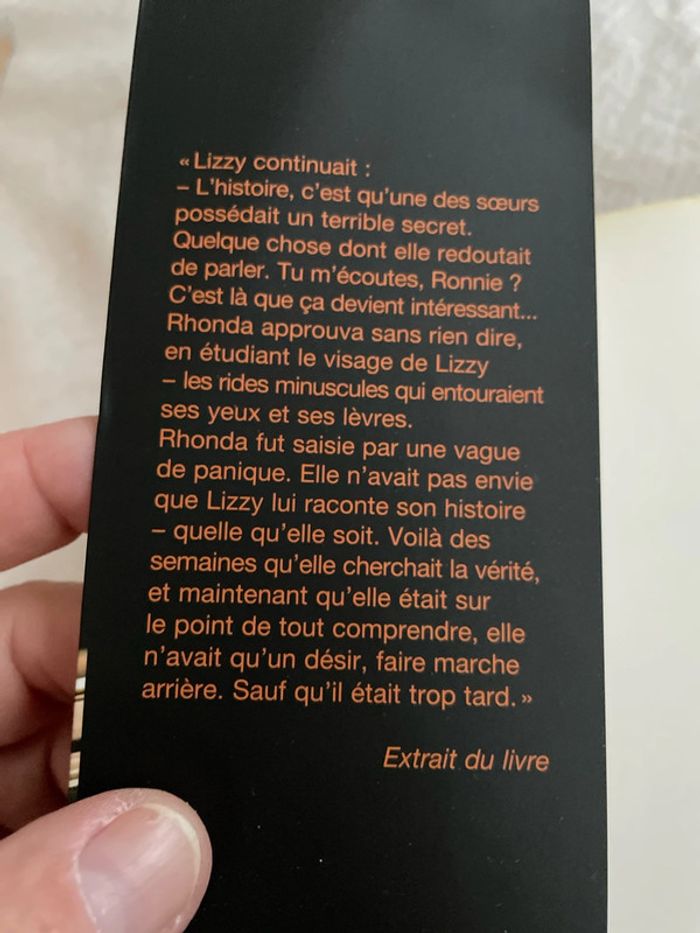 « Lizzy continuait :
– L'histoire, c'est qu'une des sœurs
possédait un terrible secret.
Quelque chose dont elle redoutait
de parler. Tu m'écoutes, Ronnie ?
C'est là que ça devient intéressant...
Rhonda approuva sans rien dire,
en étudiant le visage de Lizzy
– les rides minuscules qui entouraient
ses yeux et ses lèvres.
Rhonda fut saisie par une vague
de panique. Elle n'avait pas envie
que Lizzy lui raconte son histoire
– quelle qu'elle soit. Voilà des
semaines qu'elle cherchait la vérité,
et maintenant qu'elle était sur
le point de tout comprendre, elle
n'avait qu'un désir, faire marche
arrière. Sauf qu'il était trop tard. »
Extrait du livre